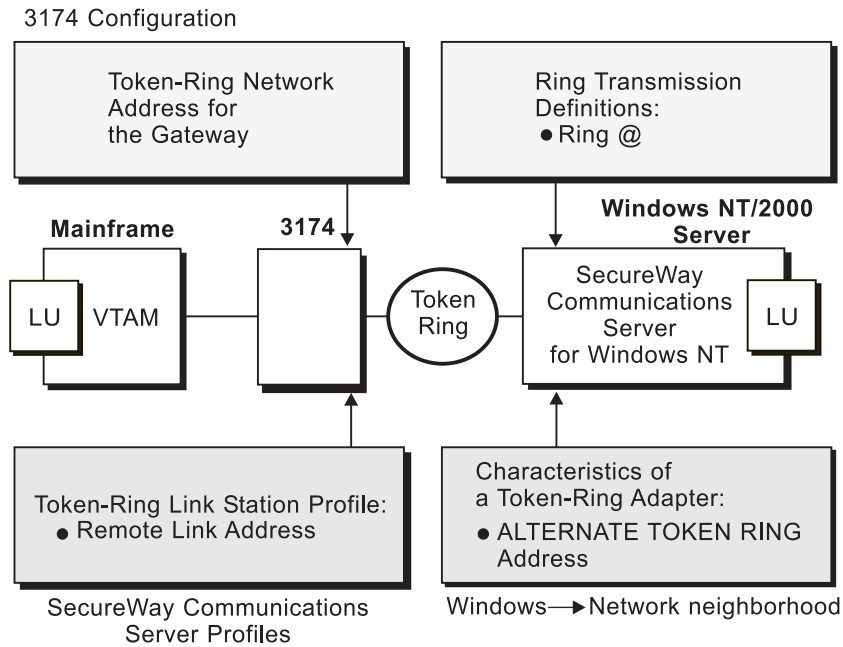 3174 Configuration
Token-Ring Network
Address for
the Gateway
Ring Transmission
Definitions:
● Ring @
Mainframe
3174
Windows NT/2000
Server
LU
VTAM
Token
Ring
SecureWay
Communications
Server
for Windows NT
LU
Token-Ring Link Station Profile:
● Remote Link Address
Characteristics of
a Token-Ring Adapter:
● ALTERNATE TOKEN RING
Address
SecureWay Communications
Server Profiles
Windows→Network neighborhood